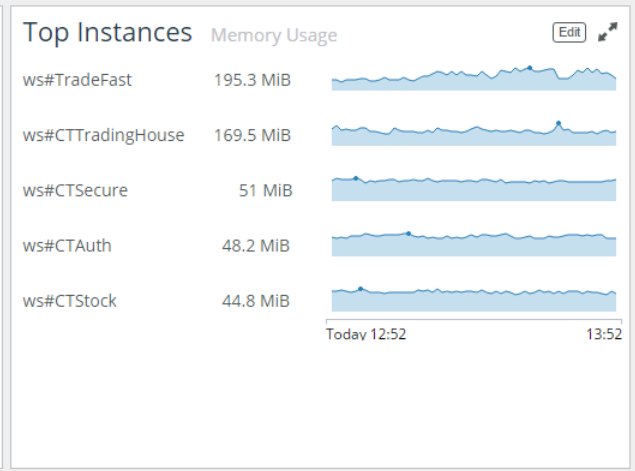 Top Instances Memory Usage Edit
ws#TradeFast 195.3 MiB
ws#CTTradingHouse 169.5 MiB
ws#CTSecure 51 MiB
ws#CTAuth 48.2 MiB
ws#CTStock 44.8 MiB
Today 12:52 13:52